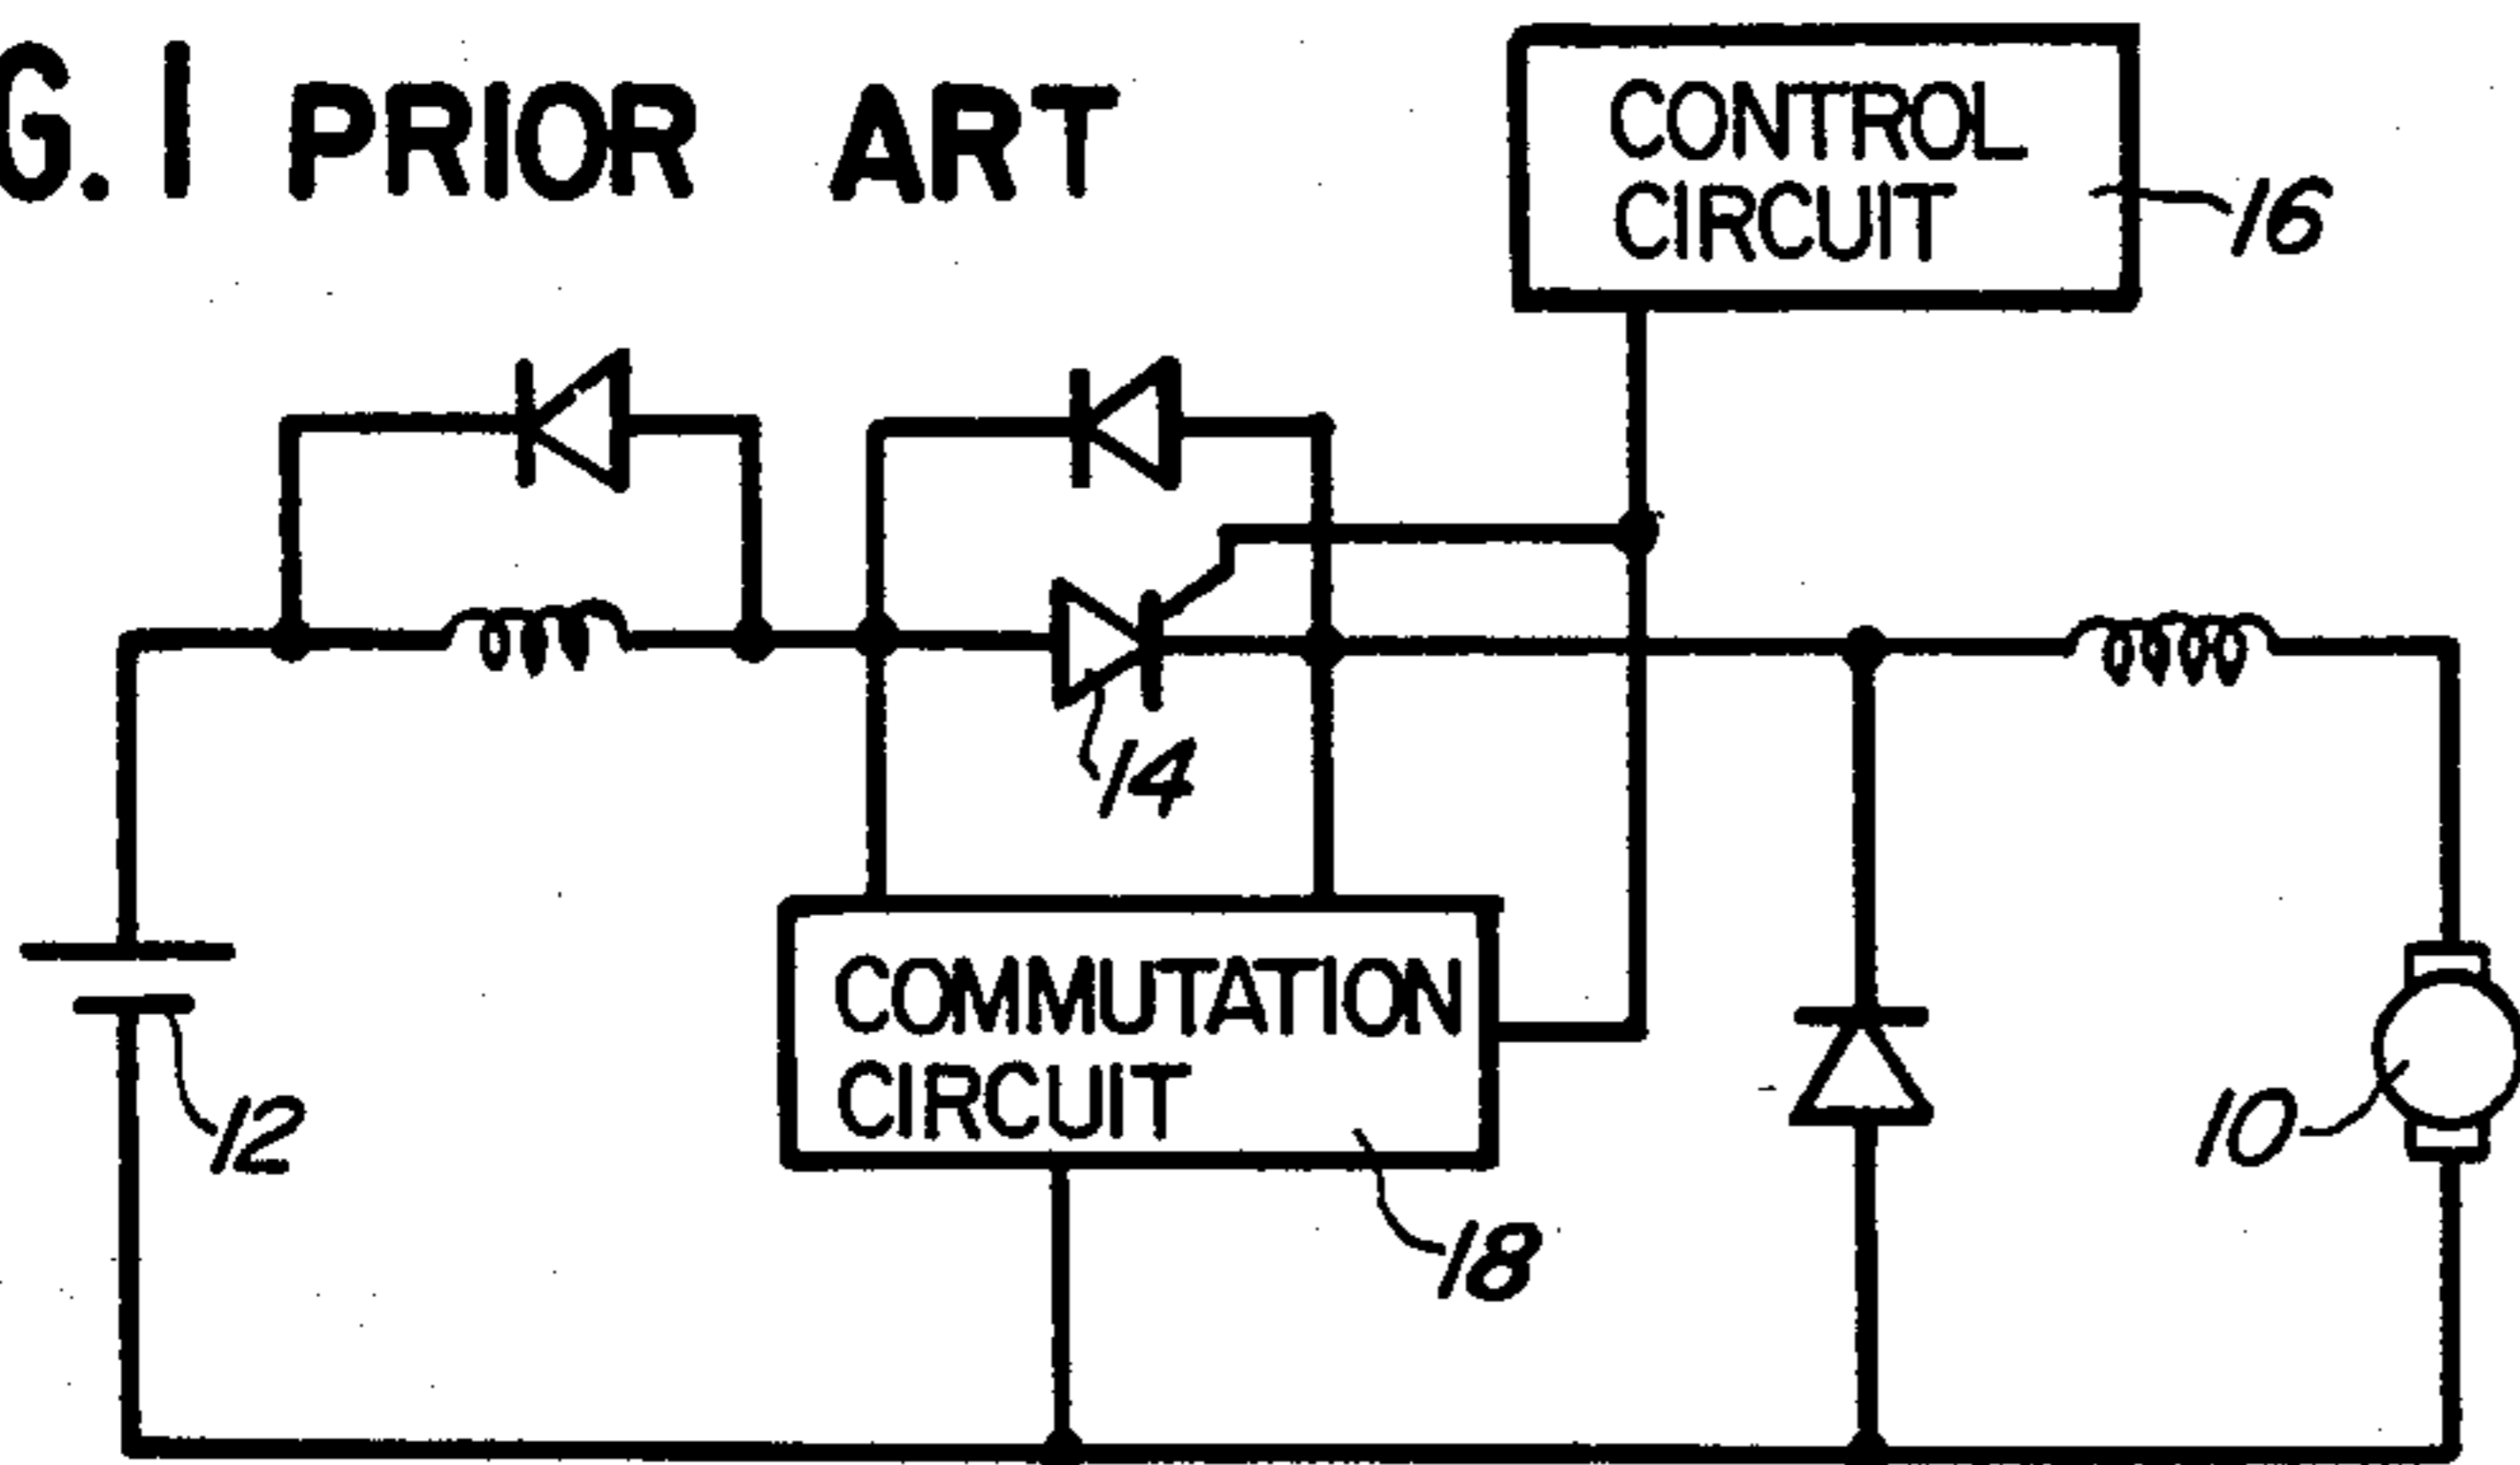 G. 1 PRIOR ART
CONTROL
CIRCUIT
16
14
COMMUTATION
CIRCUIT
12
10
18